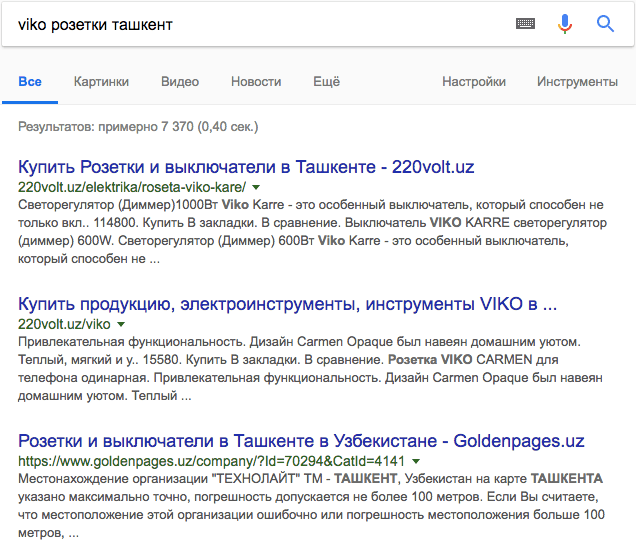 viko розетки ташкент
Все Картинки Видео Новости Ещё Настройки Инструменты
Результатов: примерно 7 370 (0,40 сек.)
Купить Розетки и выключатели в Ташкенте - 220volt.uz
220volt.uz/elektrika/roseta-viko-kare/
Светорегулятор (Диммер)1000Вт Viko Karre - это особенный выключатель, который способен не
только вкл.. 114800. Купить В закладки. В сравнение. Выключатель VIKO KARRE светорегулятор
(диммер) 600W. Светорегулятор (Диммер) 600Вт Viko Karre - это особенный выключатель,
который способен не ...
Купить продукцию, электроинструменты, инструменты VIKO в ...
220volt.uz/viko
Привлекательная функциональность. Дизайн Carmen Opaque был навеян домашним уютом.
Теплый, мягкий и у.. 15580. Купить В закладки. В сравнение. Розетка VIKO CARMEN для
телефона одинарная. Привлекательная функциональность. Дизайн Carmen Opaque был навеян
домашним уютом. Теплый ...
Розетки и выключатели в Ташкенте в Узбекистане - Goldenpages.uz
https://www.goldenpages.uz/company/?Id=70294&CatId=4141
Местонахождение организации "ТЕХНОЛАЙТ" ТМ - ТАШКЕНТ, Узбекистан на карте ТАШКЕНТА
указано максимально точно, погрешность допускается не более 100 метров. Если Вы считаете,
что местоположение этой организации ошибочно или погрешность местоположения больше 100
метров, ...